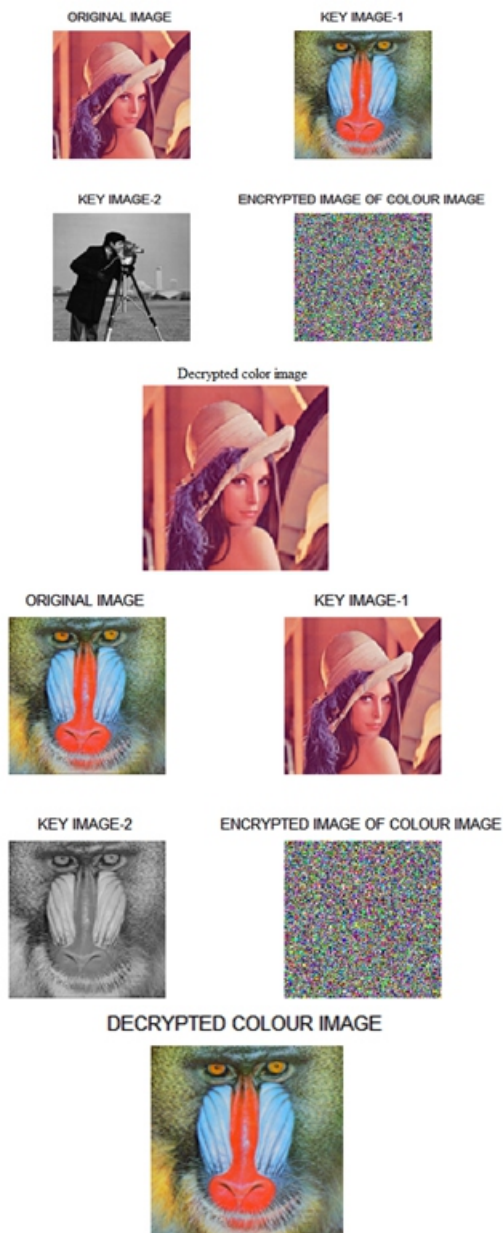 ORIGINAL IMAGE
KEY IMAGE-1
KEY IMAGE-2
ENCRYPTED IMAGE OF COLOUR IMAGE
Decrypted color image
ORIGINAL IMAGE
KEY IMAGE-1
KEY IMAGE-2
ENCRYPTED IMAGE OF COLOUR IMAGE
DECRYPTED COLOUR IMAGE